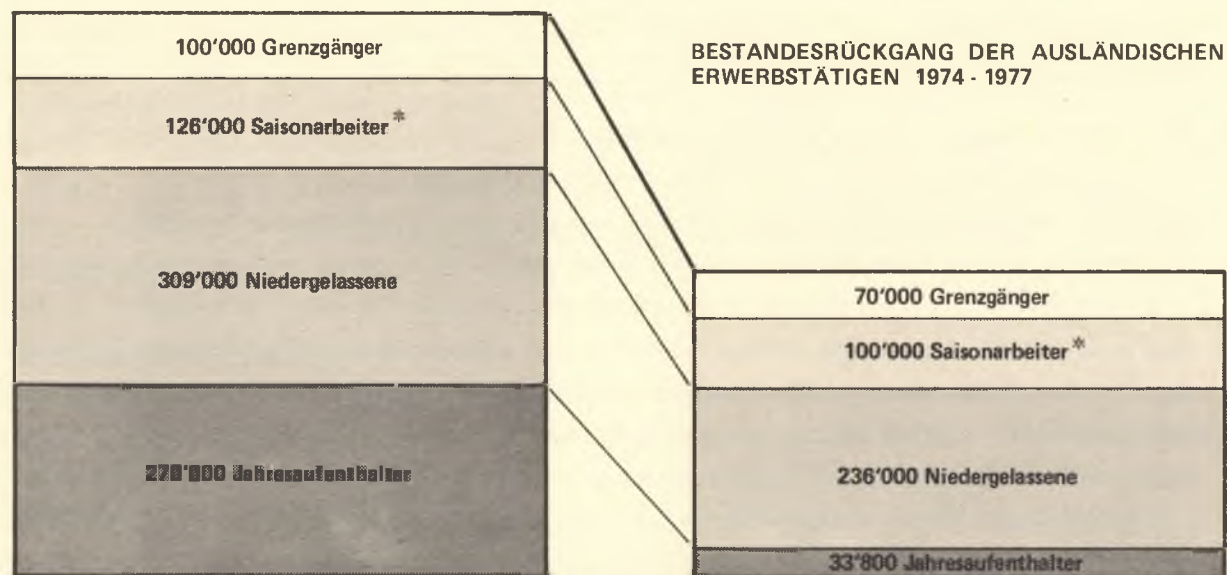 100'000 Grenzgänger
126'000 Saisonarbeiter*
309'000 Niedergelassene
Jahresaufenthalter
BESTANDESRÜCKGANG DER AUSLÄNDISCHEN
ERWERBSTÄTIGEN 1974 - 1977
70'000 Grenzgänger
100'000 Saisonarbeiter*
236'000 Niedergelassene
33'800 Jahresaufenthalter